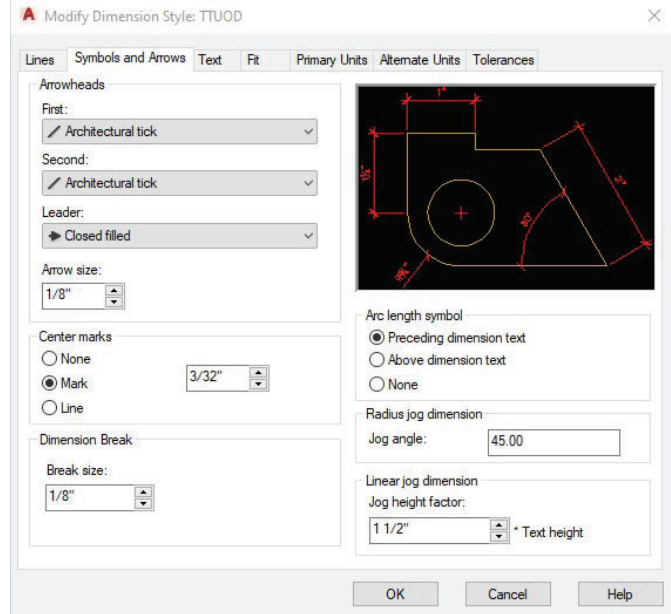 Modify Dimension Style: TTUOD
Lines Symbols and Arrows Text Fit Primary Units Alternate Units Tolerances
Arrowheads
First:
Architectural tick
Second:
Architectural tick
Leader:
Closed filled
Arrow size:
1/8"
Center marks
None
Mark
Line
3/32"
Dimension Break
Break size:
1/8"
1"
2"
Arc length symbol
Preceding dimension text
Above dimension text
None
Radius jog dimension
Jog angle:
45.00
Linear jog dimension
Jog height factor:
1 1/2"
* Text height
OK Cancel Help